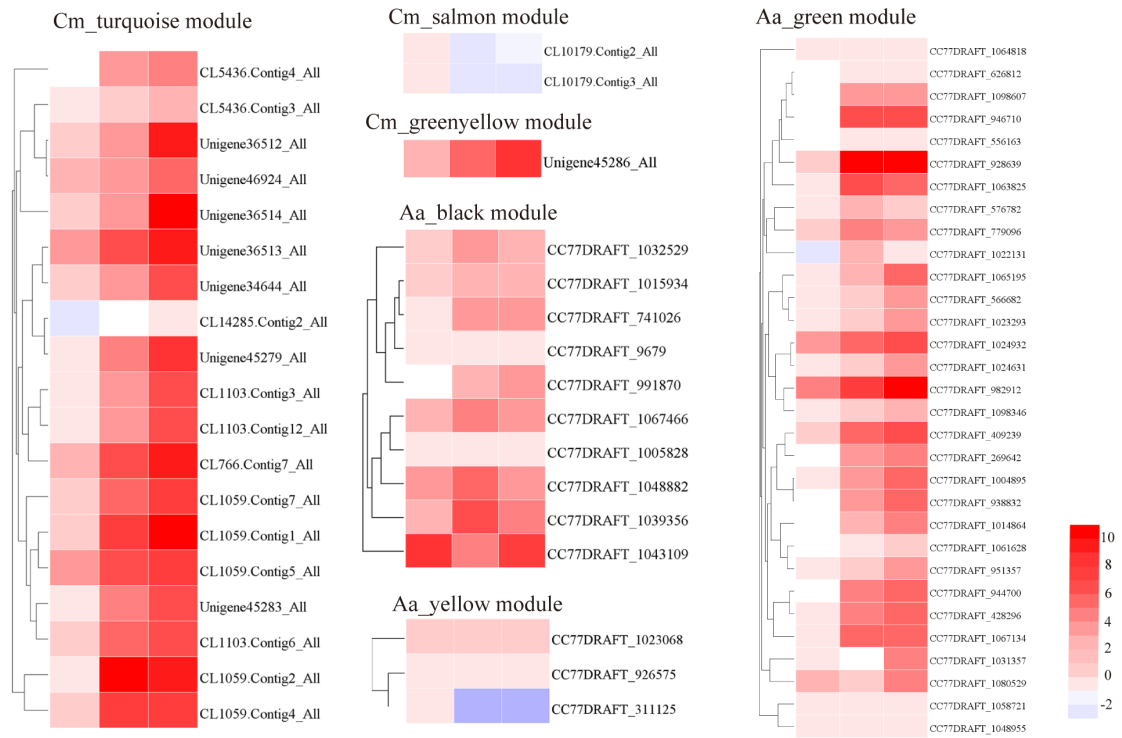 Cm_turquoise module
CL5436.Contig4_All
CL5436.Contig3_All
Unigene36512_All
Unigene46924_All
Unigene36514_All
Unigene36513_All
Unigene34644_All
CL14285.Contig2_All
Unigene45279_All
CL1103.Contig3_All
CL1103.Contig12_All
CL766.Contig7_All
CL1059.Contig7_All
CL1059.Contig1_All
CL1059.Contig5_All
Unigene45283_All
CL1103.Contig6_All
CL1059.Contig2_All
CL1059.Contig4_All
Cm_salmon module
CL10179.Contig2_All
CL10179.Contig3_All
Cm_greenyellow module
Unigene45286_All
Aa_black module
CC77DRAFT_1032529
CC77DRAFT_1015934
CC77DRAFT_741026
CC77DRAFT_9679
CC77DRAFT_991870
CC77DRAFT_1067466
CC77DRAFT_1005828
CC77DRAFT_1048882
CC77DRAFT_1039356
CC77DRAFT_1043109
Aa_yellow module
CC77DRAFT_1023068
CC77DRAFT_926575
CC77DRAFT_311125
Aa_green module
CC77DRAFT_1064818
CC77DRAFT_626812
CC77DRAFT_1098607
CC77DRAFT_946710
CC77DRAFT_556163
CC77DRAFT_928639
CC77DRAFT_1063825
CC77DRAFT_576782
CC77DRAFT_779096
CC77DRAFT_1022131
CC77DRAFT_1065195
CC77DRAFT_566682
CC77DRAFT_1023293
CC77DRAFT_1024932
CC77DRAFT_1024631
CC77DRAFT_982912
CC77DRAFT_1098346
CC77DRAFT_409239
CC77DRAFT_269642
CC77DRAFT_1004895
CC77DRAFT_938832
CC77DRAFT_1014864
CC77DRAFT_1061628
CC77DRAFT_951357
CC77DRAFT_944700
CC77DRAFT_428296
CC77DRAFT_1067134
CC77DRAFT_1031357
CC77DRAFT_1080529
CC77DRAFT_1058721
CC77DRAFT_1048955
10
8
6
4
2
0
-2